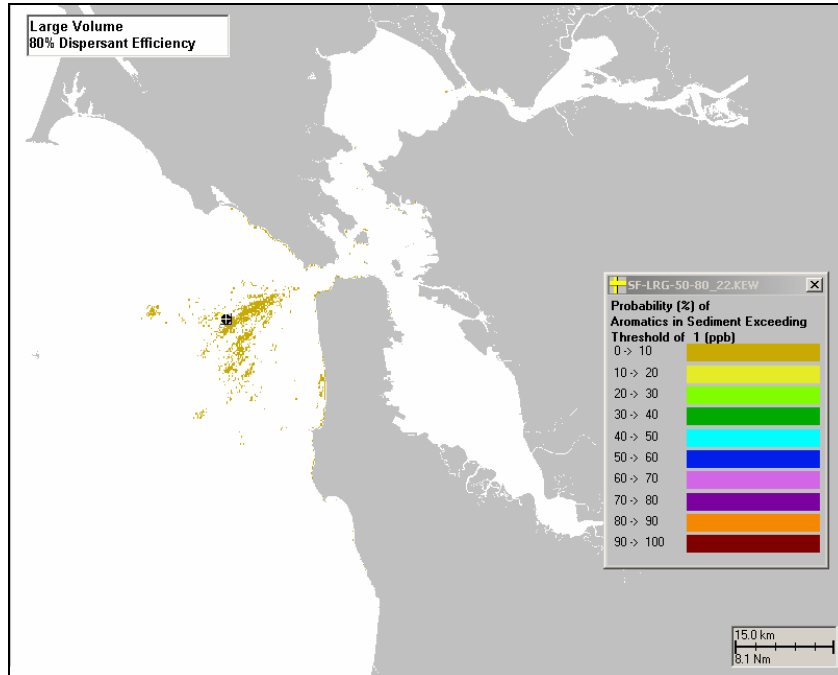 Large Volume
80% Dispersant Efficiency
SF-LRG-50-80_22.KEW
Probability (%) of
Aromatics in Sediment Exceeding
Threshold of 1 (ppb)
0 -> 10
10 -> 20
20 -> 30
30 -> 40
40 -> 50
50 -> 60
60 -> 70
70 -> 80
80 -> 90
90 -> 100
15.0 km
8.1 Nm